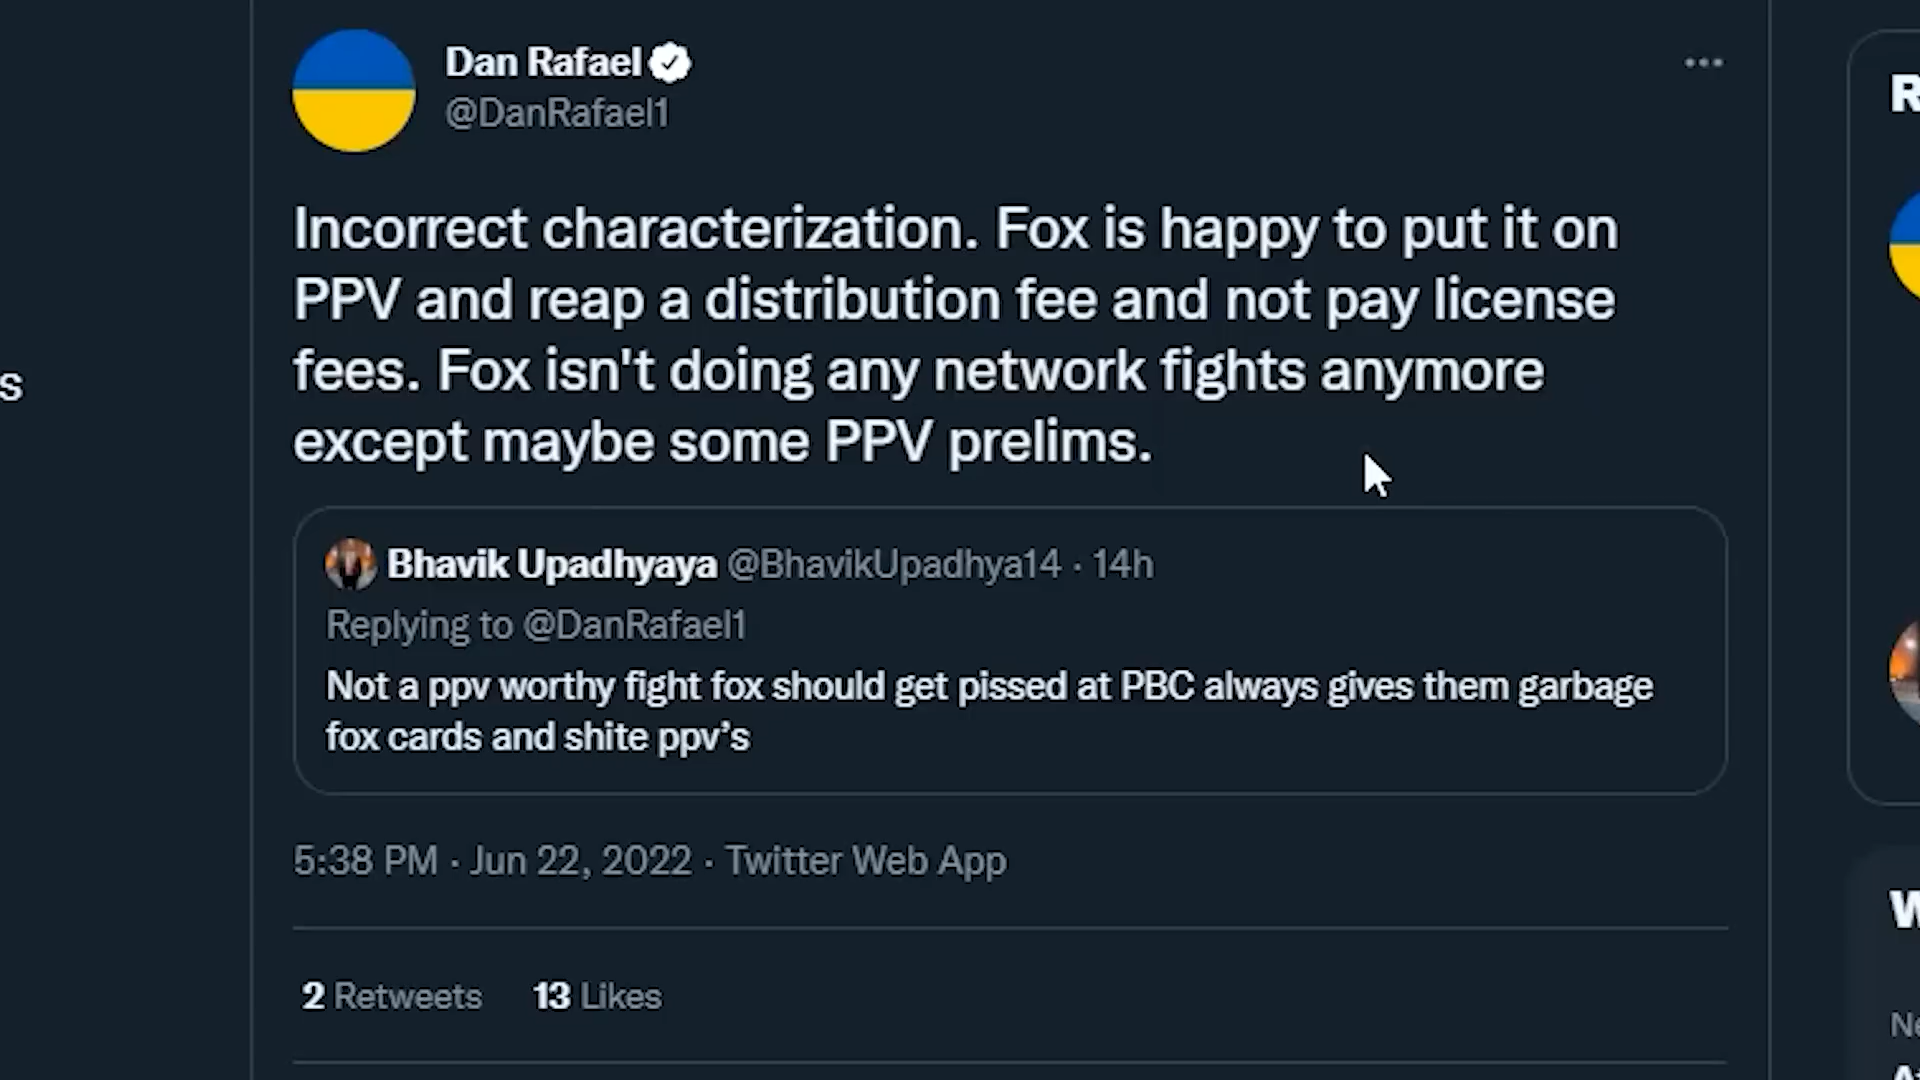 Dan Rafael
@DanRafael1
Incorrect characterization. Fox is happy to put it on
PPV and reap a distribution fee and not pay license
fees. Fox isn't doing any network fights anymore
except maybe some PPV prelims.
Bhavik Upadhyaya @BhavikUpadhya14 · 14h
Replying to @DanRafael1
Not a ppv worthy fight fox should get pissed at PBC always gives them garbage
fox cards and shite ppv’s
5:38 PM · Jun 22, 2022 · Twitter Web App
2 Retweets 13 Likes